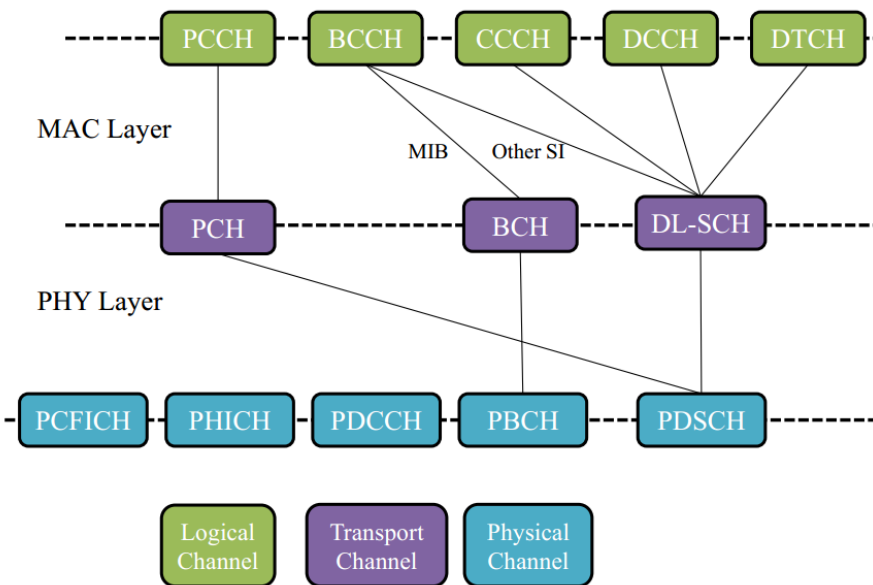 PCCH BCCH CCCH DCCH DTCH
MAC Layer
MIB Other SI
PCH BCH DL-SCH
PHY Layer
PCFICH PHICH PDCCH PBCH PDSCH
Logical Channel
Transport Channel
Physical Channel